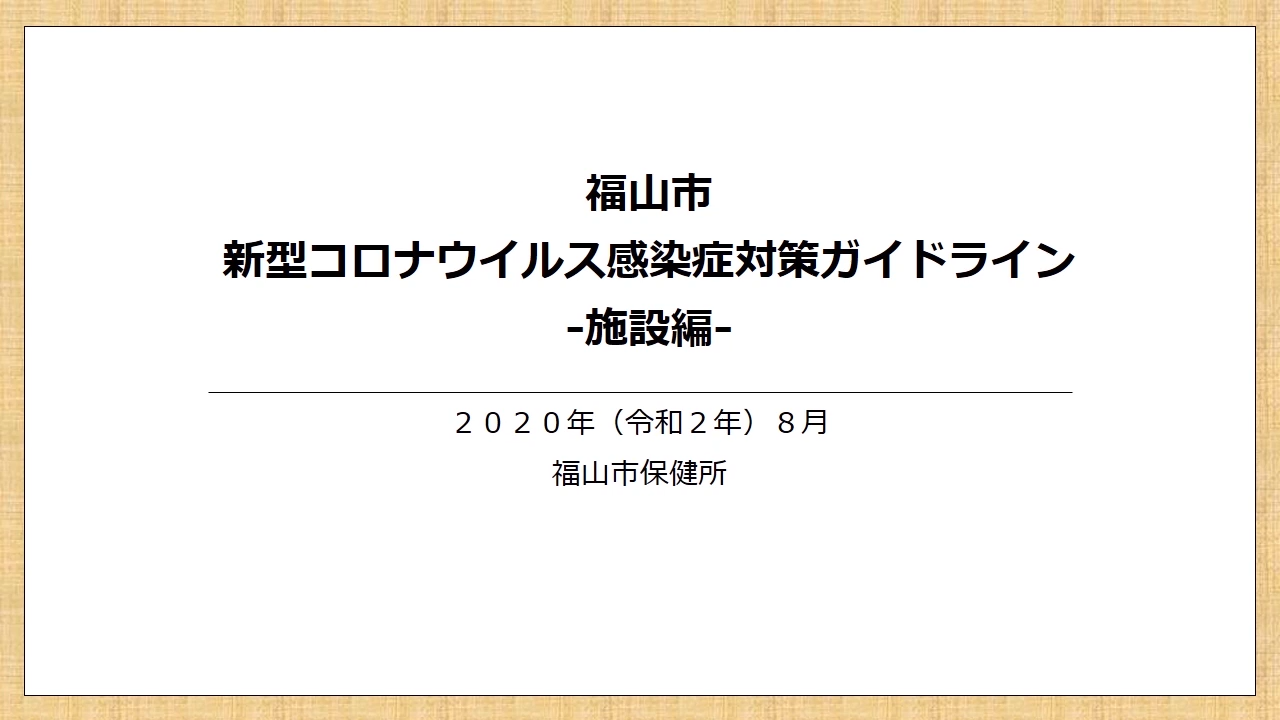 福山市
新型コロナウイルス感染症対策ガイドライン
-施設編-
２０２０年（令和２年）８月
福山市保健所